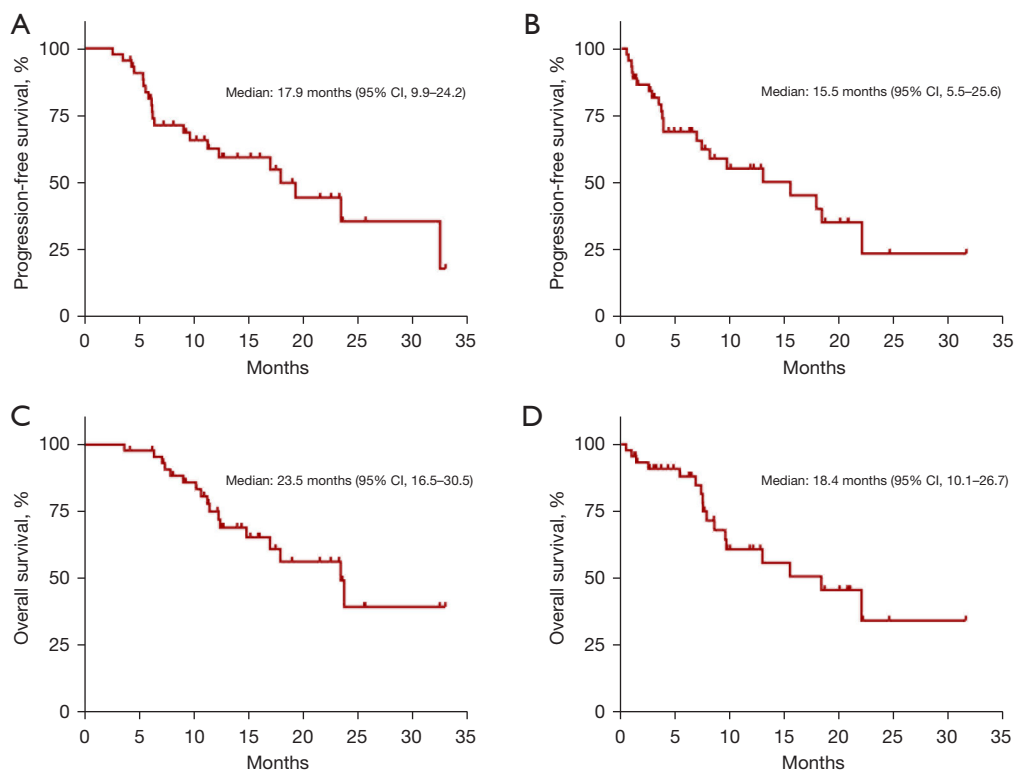 A
Progression-free survival, %
100
75
50
25
0
Median: 17.9 months (95% CI, 9.9–24.2)
0 5 10 15 20 25 30 35
Months
B
Progression-free survival, %
100
75
50
25
0
Median: 15.5 months (95% CI, 5.5–25.6)
0 5 10 15 20 25 30 35
Months
C
Overall survival, %
100
75
50
25
0
Median: 23.5 months (95% CI, 16.5–30.5)
0 5 10 15 20 25 30 35
Months
D
Overall survival, %
100
75
50
25
0
Median: 18.4 months (95% CI, 10.1–26.7)
0 5 10 15 20 25 30 35
Months